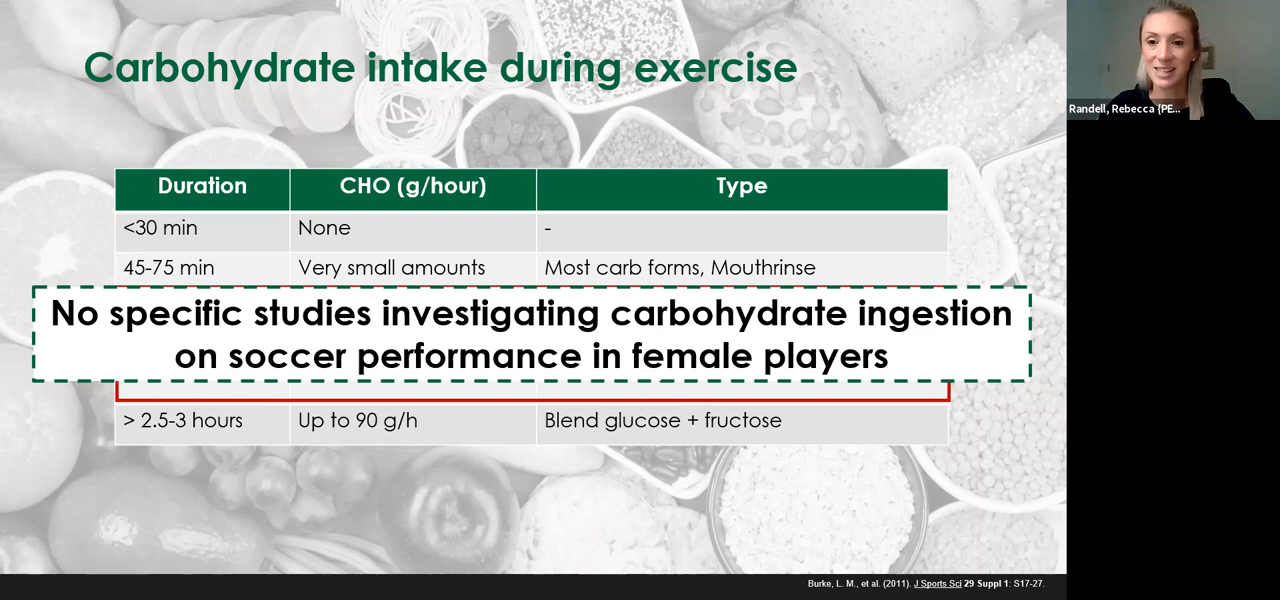 Carbohydrate intake during exercise
Randell, Rebecca {PE...
Duration CHO (g/hour) Type
<30 min None -
45-75 min Very small amounts Most carb forms, Mouthrinse
No specific studies investigating carbohydrate ingestion
on soccer performance in female players
> 2.5-3 hours Up to 90 g/h Blend glucose + fructose
Burke, L. M., et al. (2011). J Sports Sci 29 Suppl 1: S17-27.